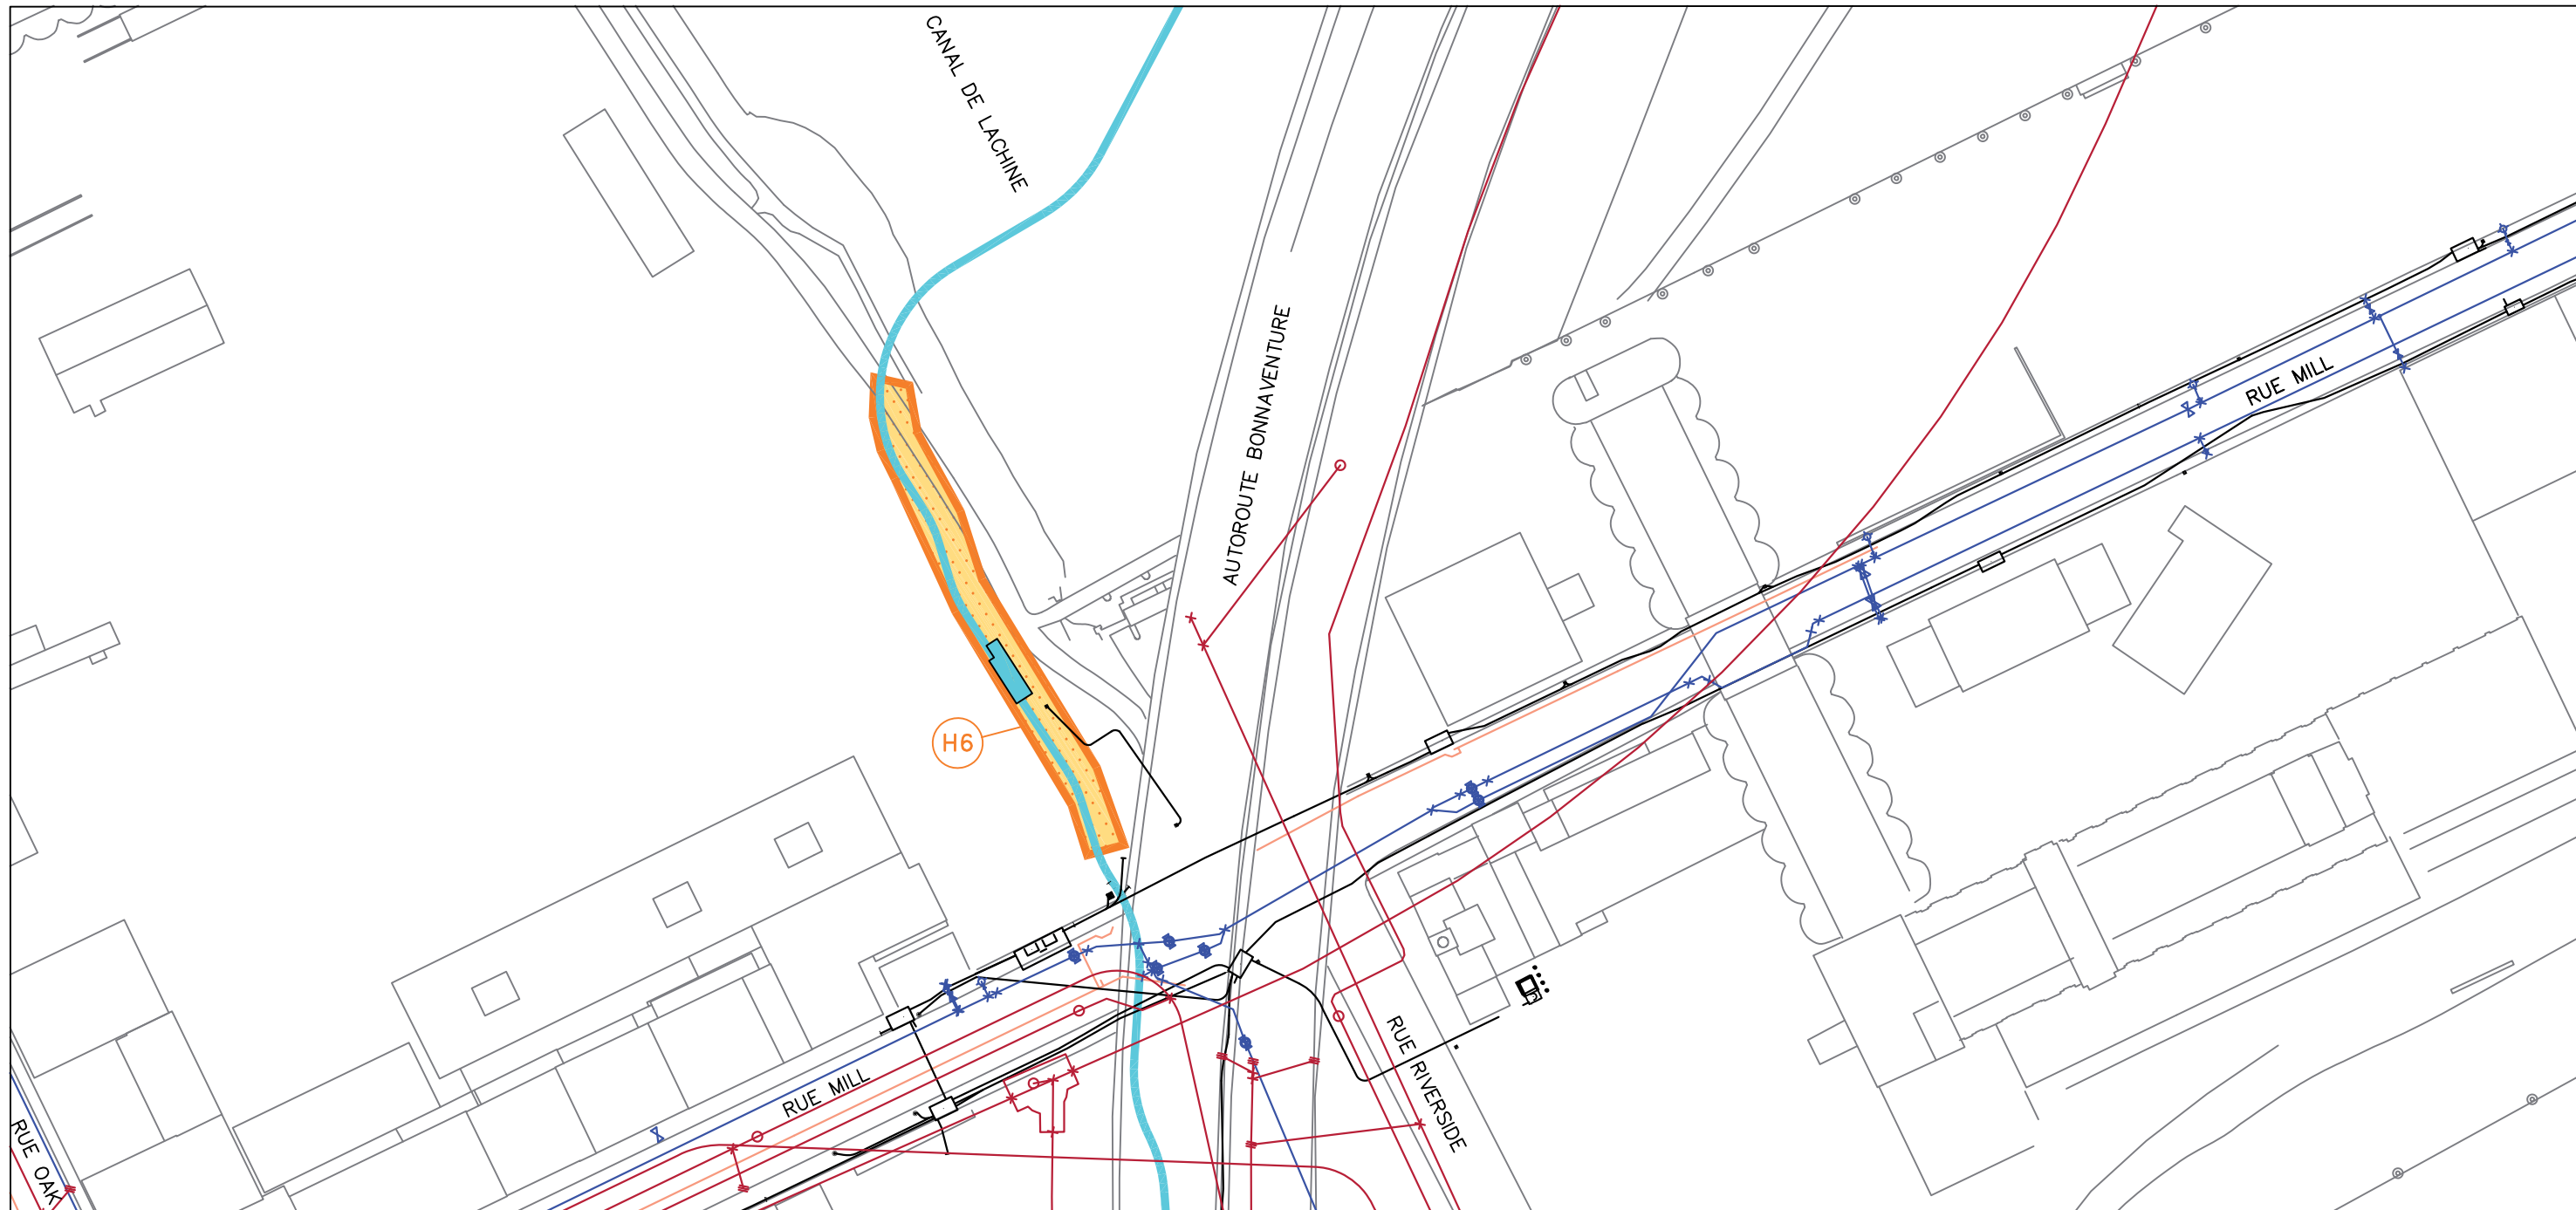 CANAL DE LACHINE
AUTOROUTE BONNAVENTURE
RUE MILL
H6
RUE MILL
RUE RIVERSIDE
RUE OAK